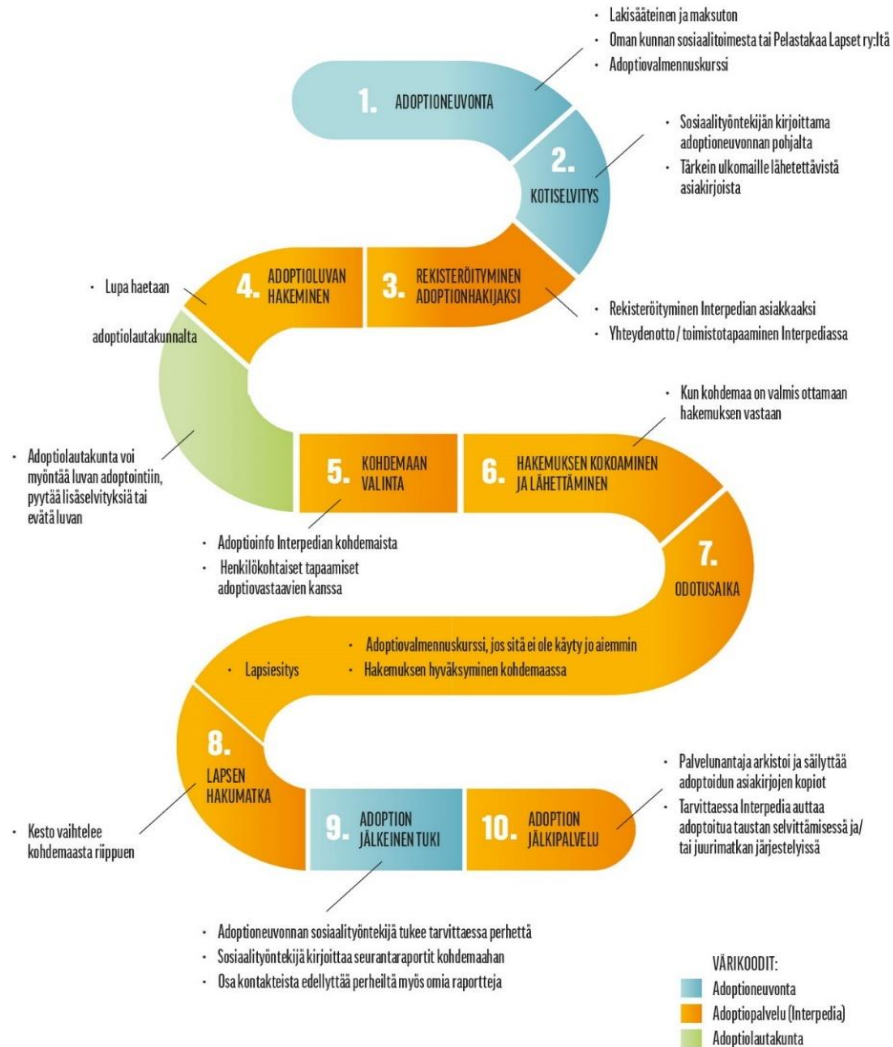 · Lakisääteinen ja maksuton
· Oman kunnan sosiaalitoimesta tai Pelastakaa Lapset ry:ltä
· Adoptiovalmennuskurssi
1. ADOPTIONEUVONTA
· Sosiaalityöntekijän kirjoittama
adoptioneuvonnan pohjalta
· Tärkein ulkomaille lähetettävistä
asiakirjoista
2.
KOTISELVITYS
3. REKISTERÖITYMINEN
ADOPTIONHAKIJAKSI
· Rekisteröityminen Interpedian asiakkaaksi
· Yhteydenotto / toimistotapaaminen Interpediassa
4. ADOPTIOLUVAN
HAKEMINEN
· Lupa haetaan
adoptiolautakunnalta
· Adoptiolautakunta voi
myöntää luvan adoptointiin,
pyytää lisäselvityksiä tai
evätä luvan
5. KOHDEMAAN
VALINTA
· Adoptioinfo Interpedian kohdemaista
· Henkilökohtaiset tapaamiset
adoptiovastaavien kanssa
· Kun kohdemaa on valmis ottamaan
hakemuksen vastaan
6. HAKEMUKSEN KOKOAMINEN
JA LÄHETTÄMINEN
7.
ODOTUSAIKA
· Adoptiovalmennuskurssi, jos sitä ei ole käyty jo aiemmin
· Hakemuksen hyväksyminen kohdemaassa
· Lapsiesitys
8.
LAPSEN
HAKUMATKA
· Kesto vaihtelee
kohdemaasta riippuen
9. ADOPTION
JÄLKEINEN TUKI
· Adoptioneuvonnan sosiaalityöntekijä tukee tarvittaessa perhettä
· Sosiaalityöntekijä kirjoittaa seurantaraportit kohdemaahan
· Osa kontakteista edellyttää perheiltä myös omia raportteja
10. ADOPTION
JÄLKIPALVELU
· Palvelunantaja arkistoi ja säilyttää
adoptoidun asiakirjojen kopiot
· Tarvittaessa Interpedia auttaa
adoptoitua taustan selvittämisessä ja/
tai juurimatkan järjestelyissä
VÄRIKOODIT:
Adoptioneuvonta
Adoptiopalvelu (Interpedia)
Adoptiolautakunta